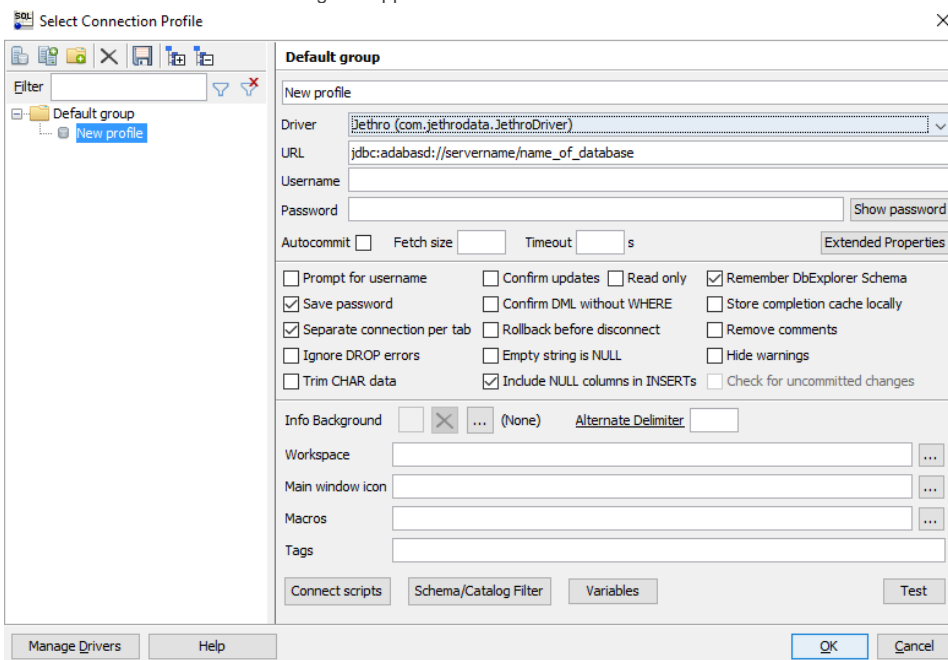 SQL Select Connection Profile
Default group
Filter
New profile
Default group
New profile
Driver Jethro (com.jethrodata.JethroDriver)
URL jdbc:adabasd://servername/name_of_database
Username
Password Show password
Autocommit Fetch size Timeout s Extended Properties
Prompt for username Confirm updates Read only Remember DbExplorer Schema
Save password Confirm DML without WHERE Store completion cache locally
Separate connection per tab Rollback before disconnect Remove comments
Ignore DROP errors Empty string is NULL Hide warnings
Trim CHAR data Include NULL columns in INSERTs Check for uncommitted changes
Info Background ... (None) Alternate Delimiter
Workspace ...
Main window icon ...
Macros ...
Tags
Connect scripts Schema/Catalog Filter Variables Test
Manage Drivers Help OK Cancel